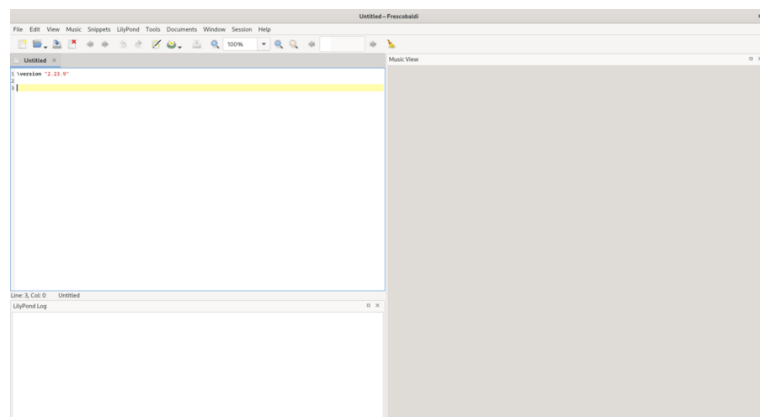 Untitled – Frescobaldi
File Edit View Music Snippets LilyPond Tools Documents Window Session Help
100%
Untitled
Music View
1 \version "2.23.9"
2
3
Line: 3, Col: 0 Untitled
LilyPond Log